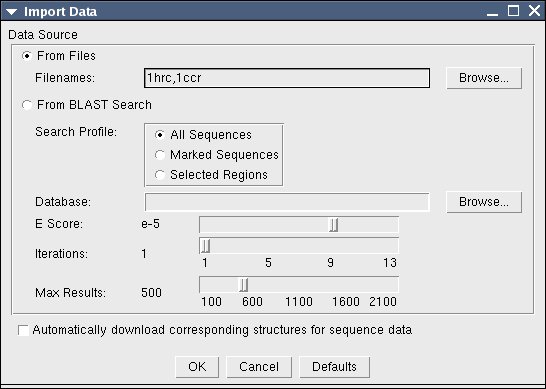 Import Data
Data Source
From Files
Filenames: 1hrc,1ccr Browse...
From BLAST Search
Search Profile: All Sequences
Marked Sequences
Selected Regions
Database: Browse...
E Score: e-5
Iterations: 1
1 5 9 13
Max Results: 500
100 600 1100 1600 2100
Automatically download corresponding structures for sequence data
OK Cancel Defaults